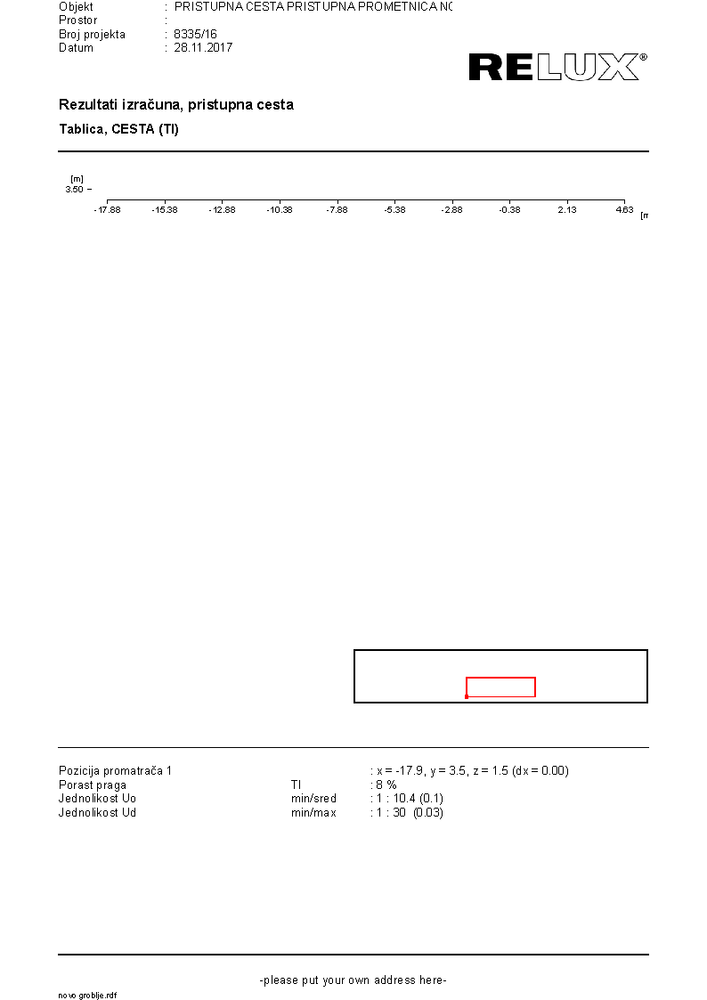 Objekt : PRISTUPNA CESTA PRISTUPNA PROMETNICA
Prostor :
Broj projekta : 8335/16
Datum : 28.11.2017
RELUX®
Rezultati izračuna, pristupna cesta
Tablica, CESTA (TI)
[m]
3.50
-17.88 -15.38 -12.88 -10.38 -7.88 -5.38 -2.88 -0.38 2.13 4.63
Pozicija promatrača 1 : x = -17.9, y = 3.5, z = 1.5 (dx = 0.00)
Porast praga TI : 8 %
Jednolikost Uo min/sred : 1 : 10.4 (0.1)
Jednolikost Ud min/max : 1 : 30 (0.03)
-please put your own address here-
novo groblje.rdf